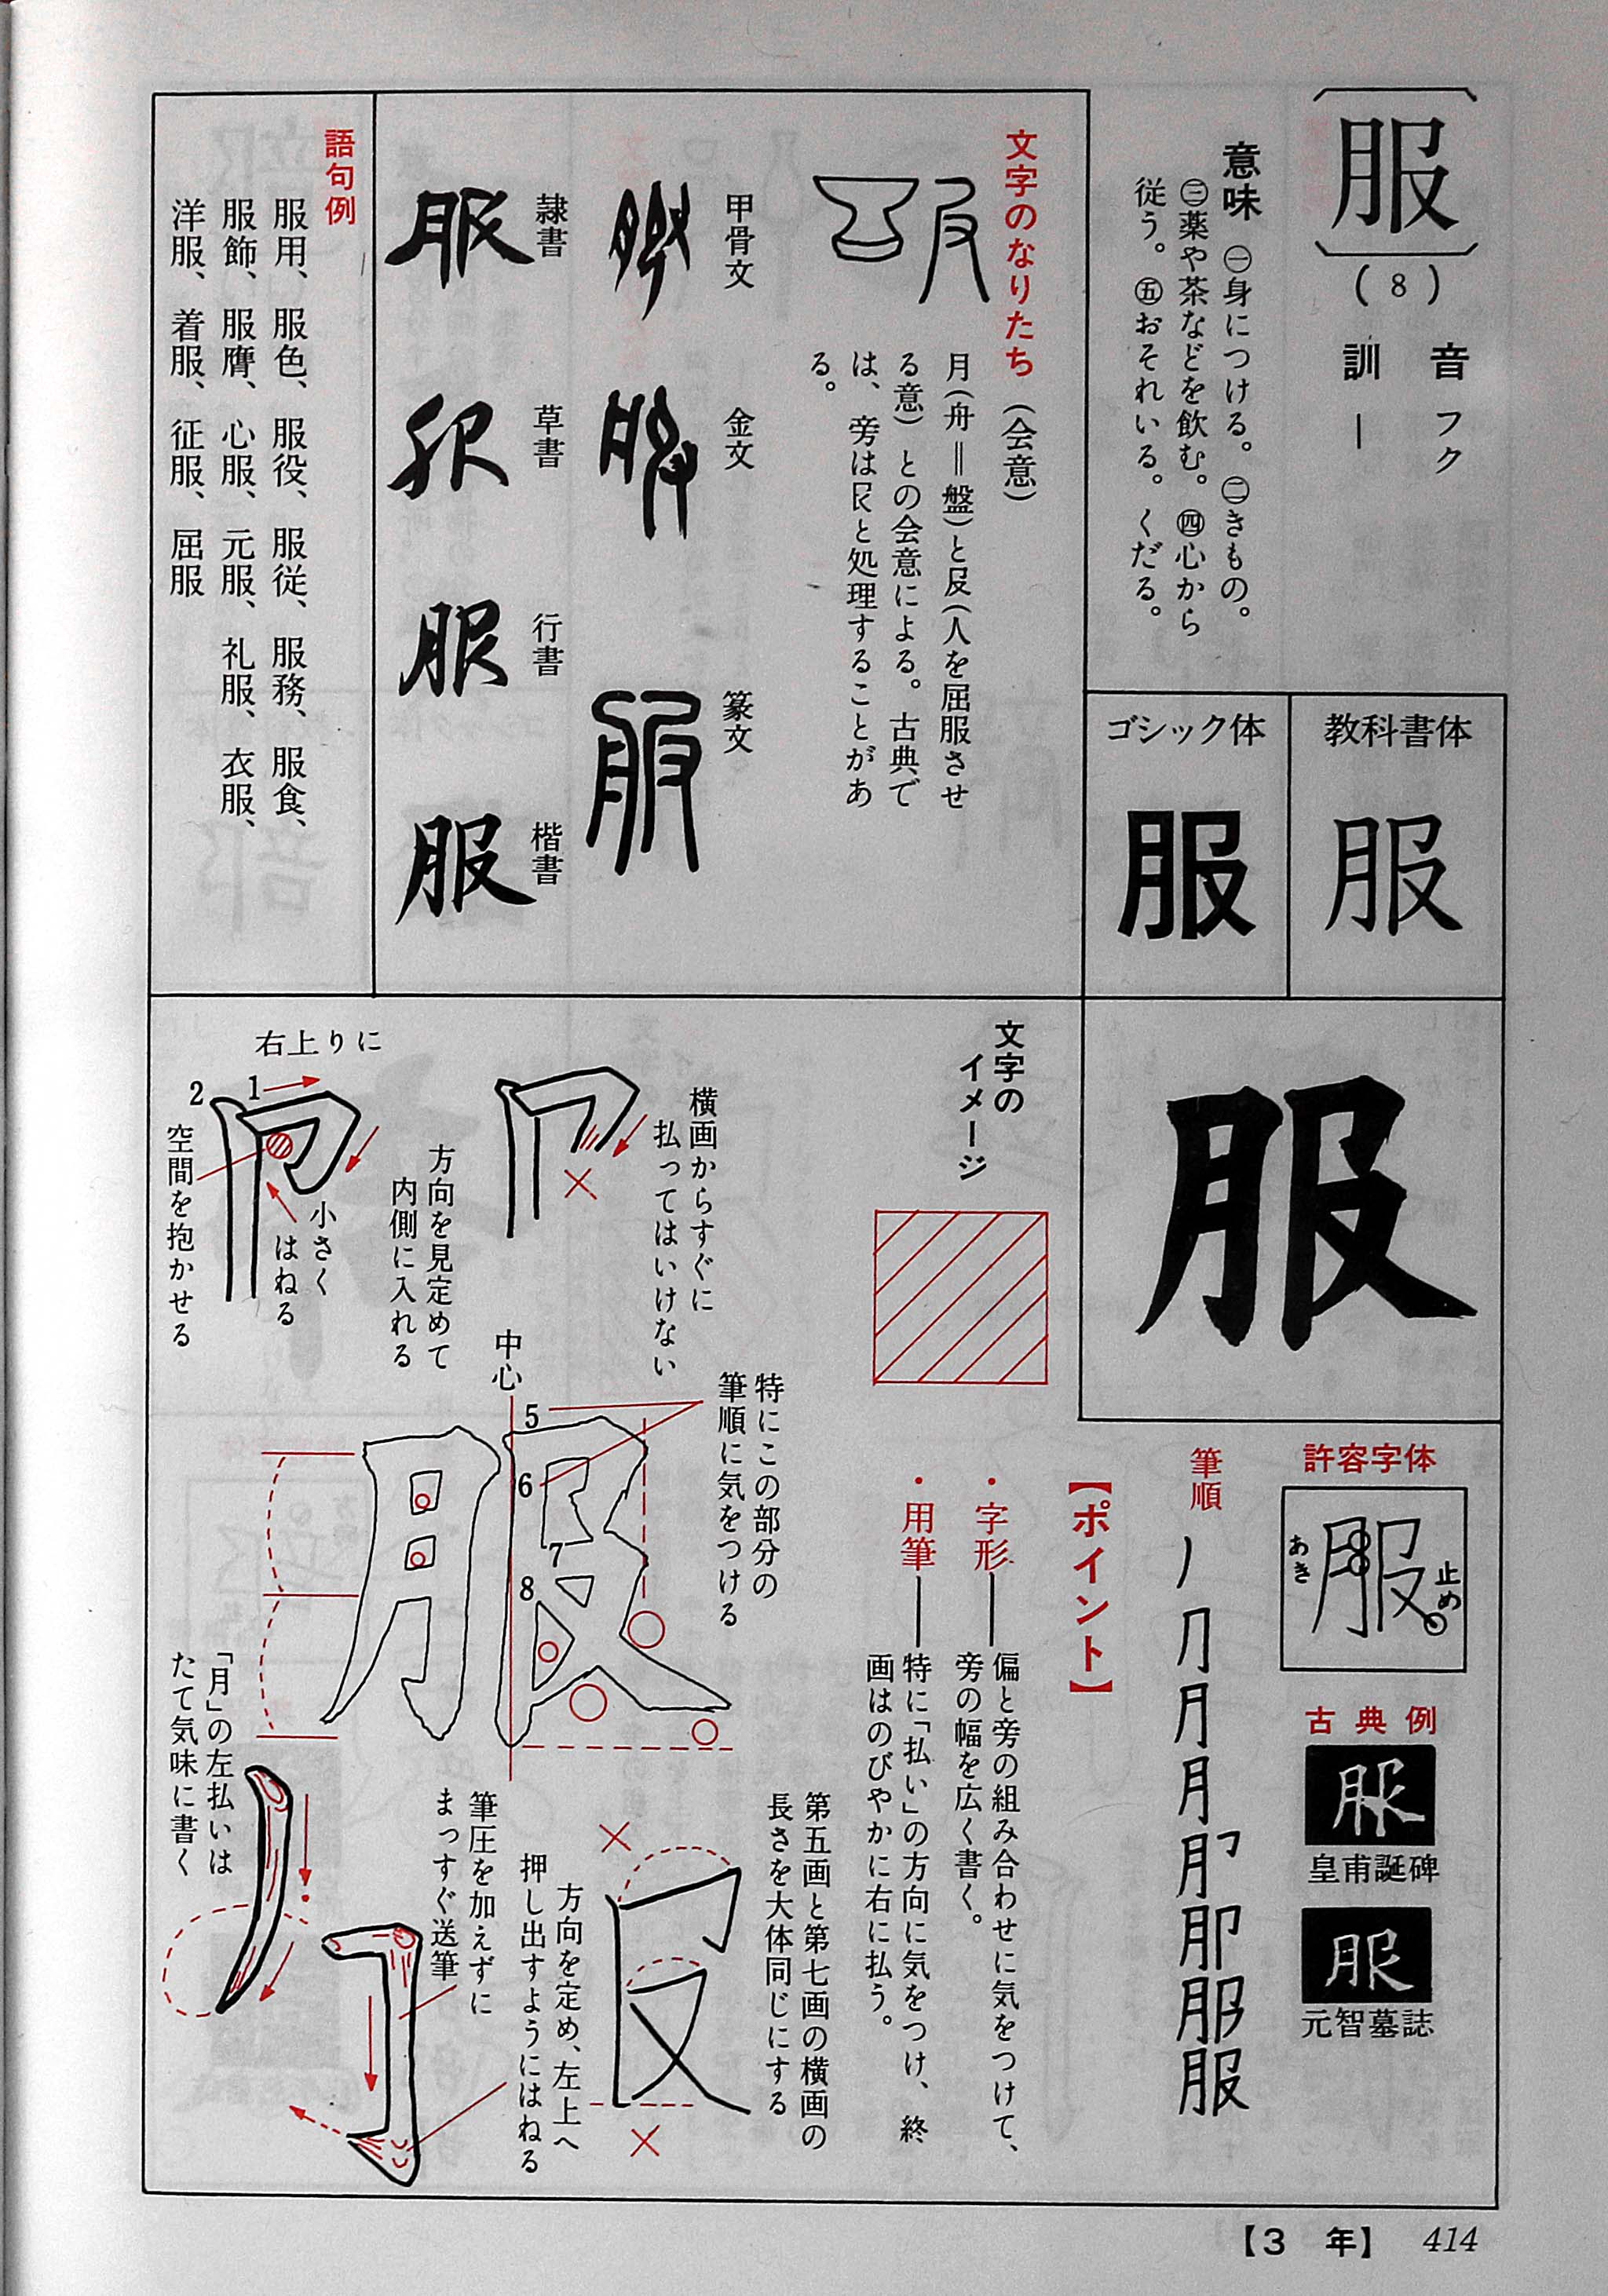 服
(8)
音 フク
訓 ―
意味 ㊀身につける。㊁きもの。
㊂薬や茶などを飲む。㊃心から
従う。㊄おそれいる。くだる。
教科書体
服
ゴシック体
服
文字のなりたち(会意)
月(舟=盤)と𠬝(人を屈服させ
る意)との会意による。古典で
は、旁は𠬝と処理することがあ
る。
甲骨文
金文
篆文
隷書
服
草書
服
行書
服
楷書
服
語句例
服用、服色、服役、服従、服務、服食、
服飾、服膺、心服、元服、礼服、衣服、
洋服、着服、征服、屈服
服
許容字体
服
あき
止め
古典例
服
皇甫誕碑
服
元智墓誌
筆順
【ポイント】
・字形―偏と旁の組み合わせに気をつけて、
旁の幅を広く書く。
・用筆―特に「払い」の方向に気をつけ、終
画はのびやかに右に払う。
文字の
イメージ
横画からすぐに
払ってはいけない
方向を見定めて
内側に入れる
右上りに
1
2
小さく
はねる
空間を抱かせる
特にこの部分の
筆順に気をつける
中心
5
6
7
8
第五画と第七画の横画の
長さを大体同じにする
方向を定め、左上へ
押し出すようにはねる
筆圧を加えずに
まっすぐ送筆
「月」の左払いは
たて気味に書く
【3 年】 414